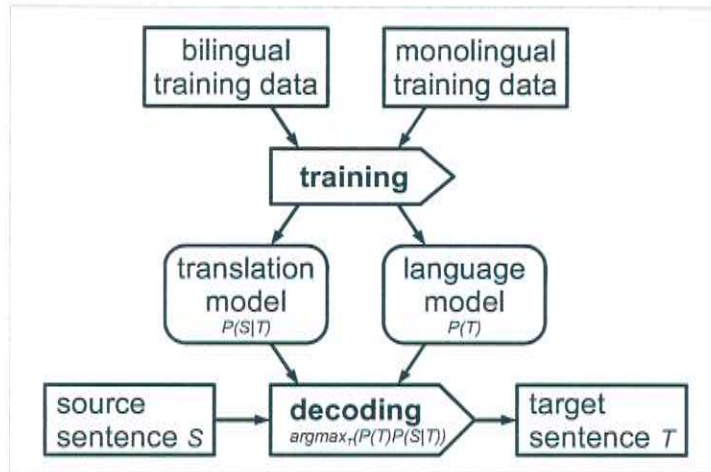 bilingual
training data
monolingual
training data
training
translation
model
P(S|T)
language
model
P(T)
source
sentence S
decoding
argmaxT(P(T)P(S|T))
target
sentence T